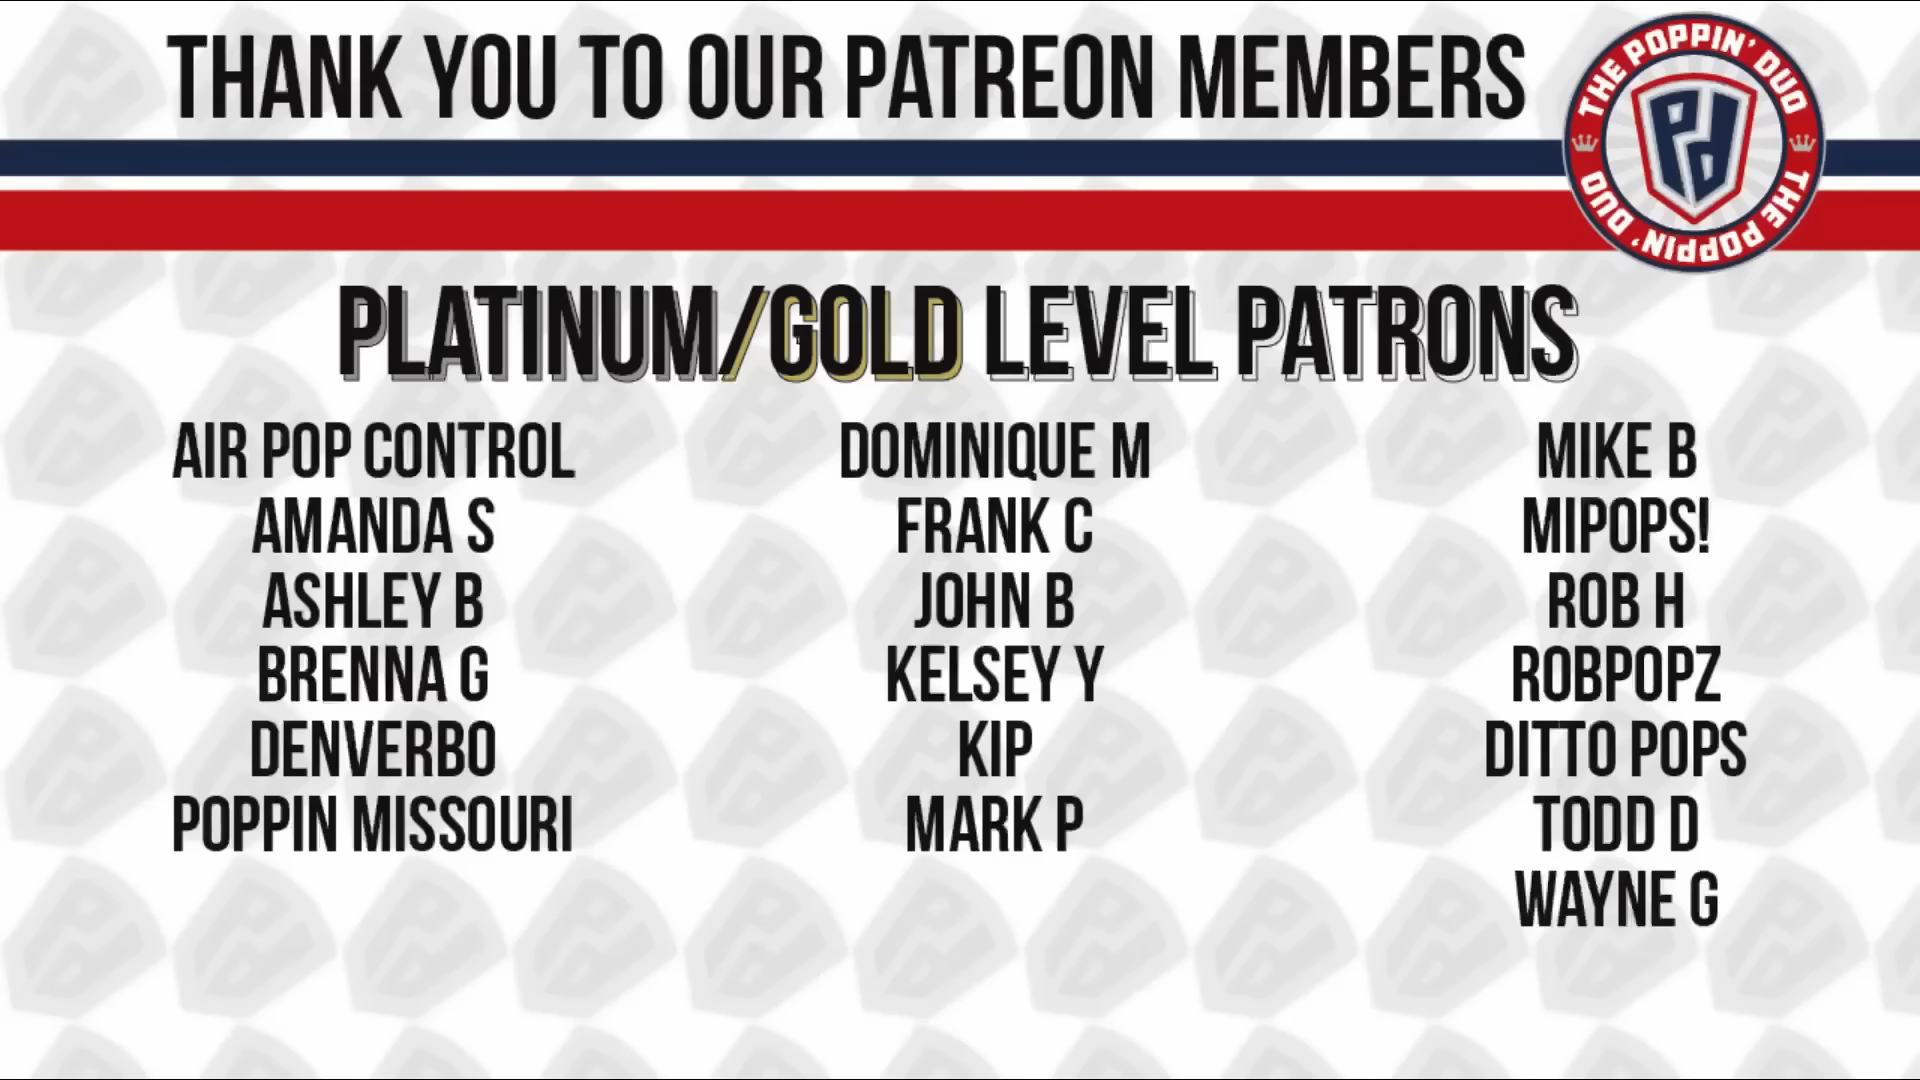 THANK YOU TO OUR PATREON MEMBERS
THE POPPIN' DUO
THE POPPIN' DUO
Pd
PLATINUM/GOLD LEVEL PATRONS
AIR POP CONTROL
AMANDA S
ASHLEY B
BRENNA G
DENVERBO
POPPIN MISSOURI
DOMINIQUE M
FRANK C
JOHN B
KELSEY Y
KIP
MARK P
MIKE B
MIPOPS!
ROB H
ROBPOPZ
DITTO POPS
TODD D
WAYNE G